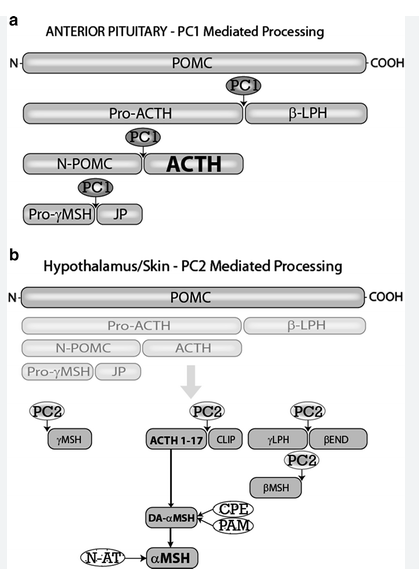 a
ANTERIOR PITUITARY - PC1 Mediated Processing
N- POMC -COOH
PC1
Pro-ACTH β-LPH
PC1
N-POMC ACTH
PC1
Pro-γMSH JP
b
Hypothalamus/Skin - PC2 Mediated Processing
N- POMC -COOH
Pro-ACTH β-LPH
N-POMC ACTH
Pro-γMSH JP
PC2 PC2 PC2
γMSH ACTH 1-17 CLIP γLPH βEND
PC2
βMSH
CPE
DA-αMSH
PAM
N-AT αMSH